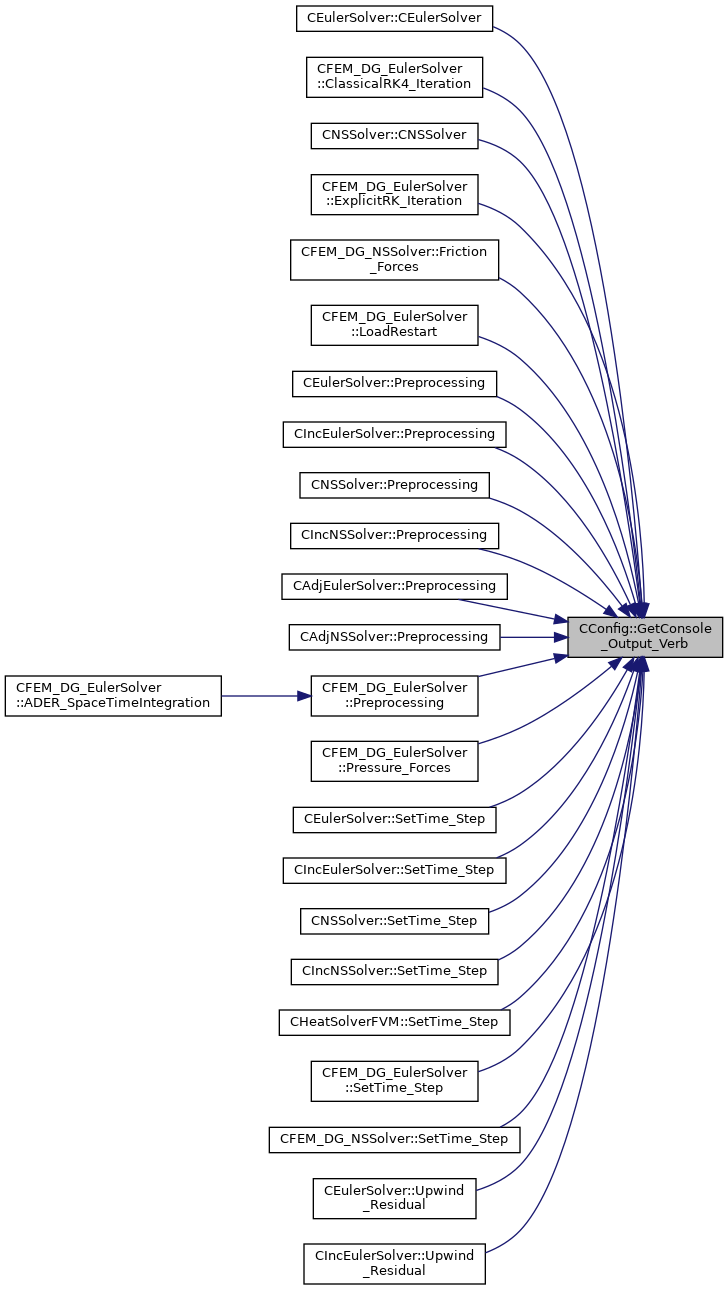 CEulerSolver::CEulerSolver
CFEM_DG_EulerSolver
::ClassicalRK4_Iteration
CNSSolver::CNSSolver
CFEM_DG_EulerSolver
::ExplicitRK_Iteration
CFEM_DG_NSSolver::Friction
_Forces
CFEM_DG_EulerSolver
::LoadRestart
CEulerSolver::Preprocessing
CIncEulerSolver::Preprocessing
CNSSolver::Preprocessing
CIncNSSolver::Preprocessing
CAdjEulerSolver::Preprocessing
CAdjNSSolver::Preprocessing
CConfig::GetConsole
_Output_Verb
CFEM_DG_EulerSolver
::ADER_SpaceTimeIntegration
CFEM_DG_EulerSolver
::Preprocessing
CFEM_DG_EulerSolver
::Pressure_Forces
CEulerSolver::SetTime_Step
CIncEulerSolver::SetTime_Step
CNSSolver::SetTime_Step
CIncNSSolver::SetTime_Step
CHeatSolverFVM::SetTime_Step
CFEM_DG_EulerSolver
::SetTime_Step
CFEM_DG_NSSolver::SetTime_Step
CEulerSolver::Upwind
_Residual
CIncEulerSolver::Upwind
_Residual